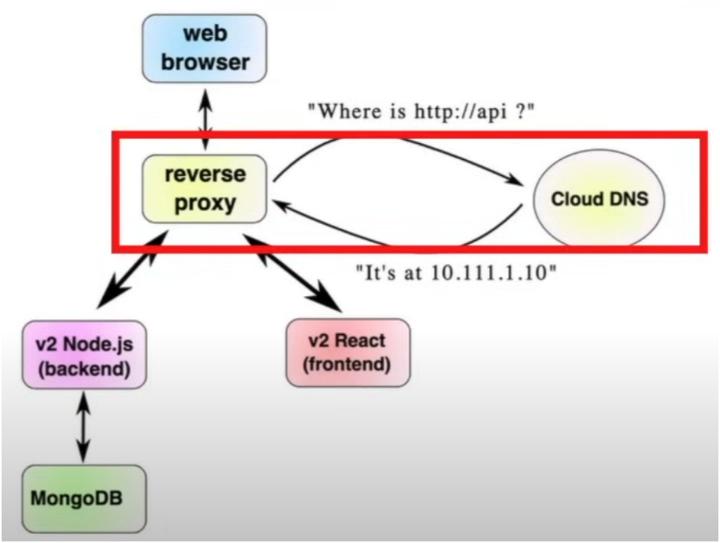 web
browser
"Where is http://api ?"
reverse
proxy
Cloud DNS
"It's at 10.111.1.10"
v2 Node.js
(backend)
v2 React
(frontend)
MongoDB